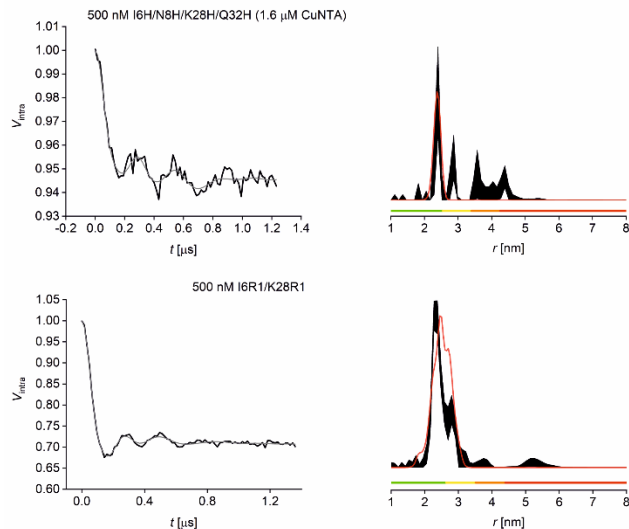 500 nM I6H/N8H/K28H/Q32H (1.6 μM CuNTA)
1.00
0.99
0.98
0.97
0.96
0.95
0.94
0.93
Vintra
-0.2 0.0 0.2 0.4 0.6 0.8 1.0 1.2 1.4
t [μs]
1 2 3 4 5 6 7 8
r [nm]
500 nM I6R1/K28R1
1.05
1.00
0.95
0.90
0.85
0.80
0.75
0.70
0.65
0.60
Vintra
0.0 0.4 0.8 1.2
t [μs]
1 2 3 4 5 6 7 8
r [nm]